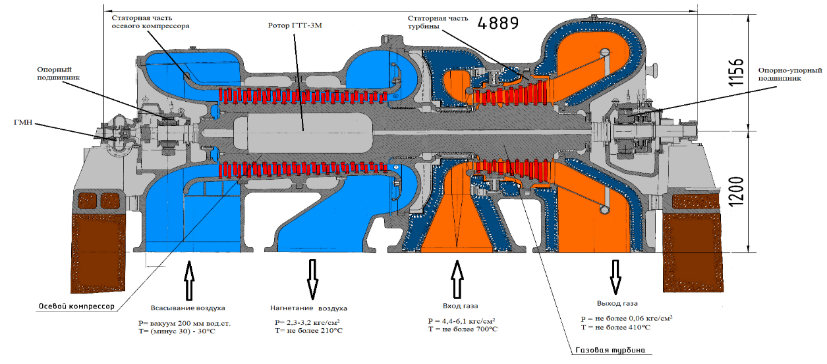 Статорная часть
осевого компрессора
Ротор ГТТ-3М
Статорная часть
турбины
4889
Опорный
подшипник
Опорно-упорный
подшипник
1156
ГМН
1200
Осевой компрессор
Всасывание воздуха
Нагнетание воздуха
Вход газа
Выход газа
P= вакуум 200 мм вод.ст.
T= (минус 30) - 30°С
P= 2,3-3,2 кгс/см²
T= не более 210°С
P = 4,4-6,1 кгс/см²
T = не более 700°С
P = не более 0,06 кгс/см²
T = не более 410°С
Газовая турбина